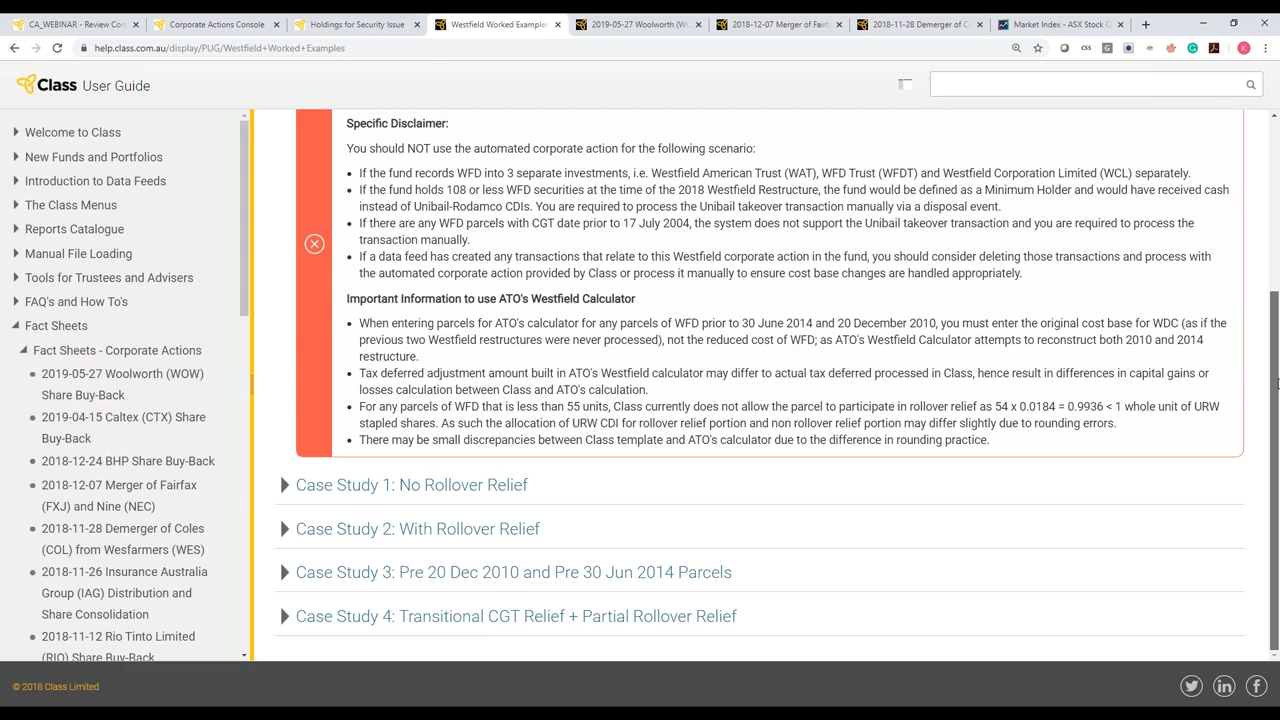 CA_WEBINAR - Review Cor
Corporate Actions Console
Holdings for Security Issue
Westfield Worked Examples
2019-05-27 Woolworth (WO
2018-12-07 Merger of Fairf
2018-11-28 Demerger of C
Market Index - ASX Stock
help.class.com.au/display/PUG/Westfield+Worked+Examples
Class User Guide
Welcome to Class
New Funds and Portfolios
Introduction to Data Feeds
The Class Menus
Reports Catalogue
Manual File Loading
Tools for Trustees and Advisers
FAQ's and How To's
Fact Sheets
Fact Sheets - Corporate Actions
2019-05-27 Woolworth (WOW)
Share Buy-Back
2019-04-15 Caltex (CTX) Share
Buy-Back
2018-12-24 BHP Share Buy-Back
2018-12-07 Merger of Fairfax
(FXJ) and Nine (NEC)
2018-11-28 Demerger of Coles
(COL) from Wesfarmers (WES)
2018-11-26 Insurance Australia
Group (IAG) Distribution and
Share Consolidation
2018-11-12 Rio Tinto Limited
(RIO) Share Buy-Back
Specific Disclaimer:
You should NOT use the automated corporate action for the following scenario:
If the fund records WFD into 3 separate investments, i.e. Westfield American Trust (WAT), WFD Trust (WFDT) and Westfield Corporation Limited (WCL) separately.
If the fund holds 108 or less WFD securities at the time of the 2018 Westfield Restructure, the fund would be defined as a Minimum Holder and would have received cash
instead of Unibail-Rodamco CDIs. You are required to process the Unibail takeover transaction manually via a disposal event.
If there are any WFD parcels with CGT date prior to 17 July 2004, the system does not support the Unibail takeover transaction and you are required to process the
transaction manually.
If a data feed has created any transactions that relate to this Westfield corporate action in the fund, you should consider deleting those transactions and process with
the automated corporate action provided by Class or process it manually to ensure cost base changes are handled appropriately.
Important Information to use ATO's Westfield Calculator
When entering parcels for ATO's calculator for any parcels of WFD prior to 30 June 2014 and 20 December 2010, you must enter the original cost base for WDC (as if the
previous two Westfield restructures were never processed), not the reduced cost of WFD; as ATO's Westfield Calculator attempts to reconstruct both 2010 and 2014
restructure.
Tax deferred adjustment amount built in ATO's Westfield calculator may differ to actual tax deferred processed in Class, hence result in differences in capital gains or
losses calculation between Class and ATO's calculation.
For any parcels of WFD that is less than 55 units, Class currently does not allow the parcel to participate in rollover relief as 54 x 0.0184 = 0.9936 < 1 whole unit of URW
stapled shares. As such the allocation of URW CDI for rollover relief portion and non rollover relief portion may differ slightly due to rounding errors.
There may be small discrepancies between Class template and ATO's calculator due to the difference in rounding practice.
Case Study 1: No Rollover Relief
Case Study 2: With Rollover Relief
Case Study 3: Pre 20 Dec 2010 and Pre 30 Jun 2014 Parcels
Case Study 4: Transitional CGT Relief + Partial Rollover Relief
© 2018 Class Limited